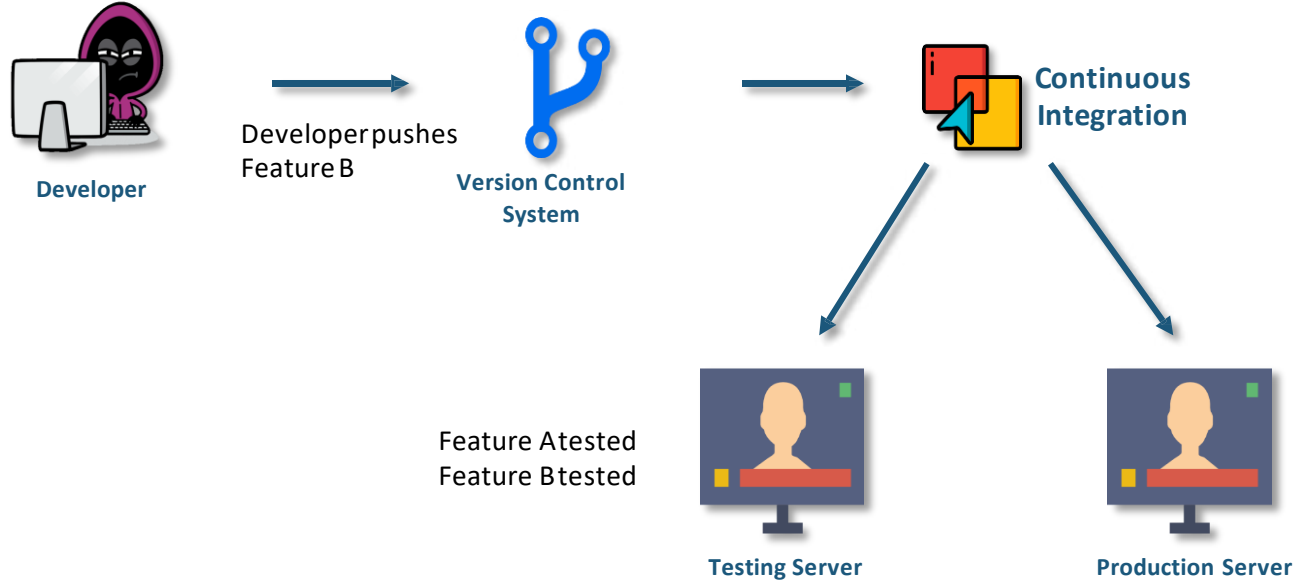 Developer
Developer pushes
Feature B
Version Control
System
i
Continuous
Integration
Feature A tested
Feature B tested
Testing Server
Production Server